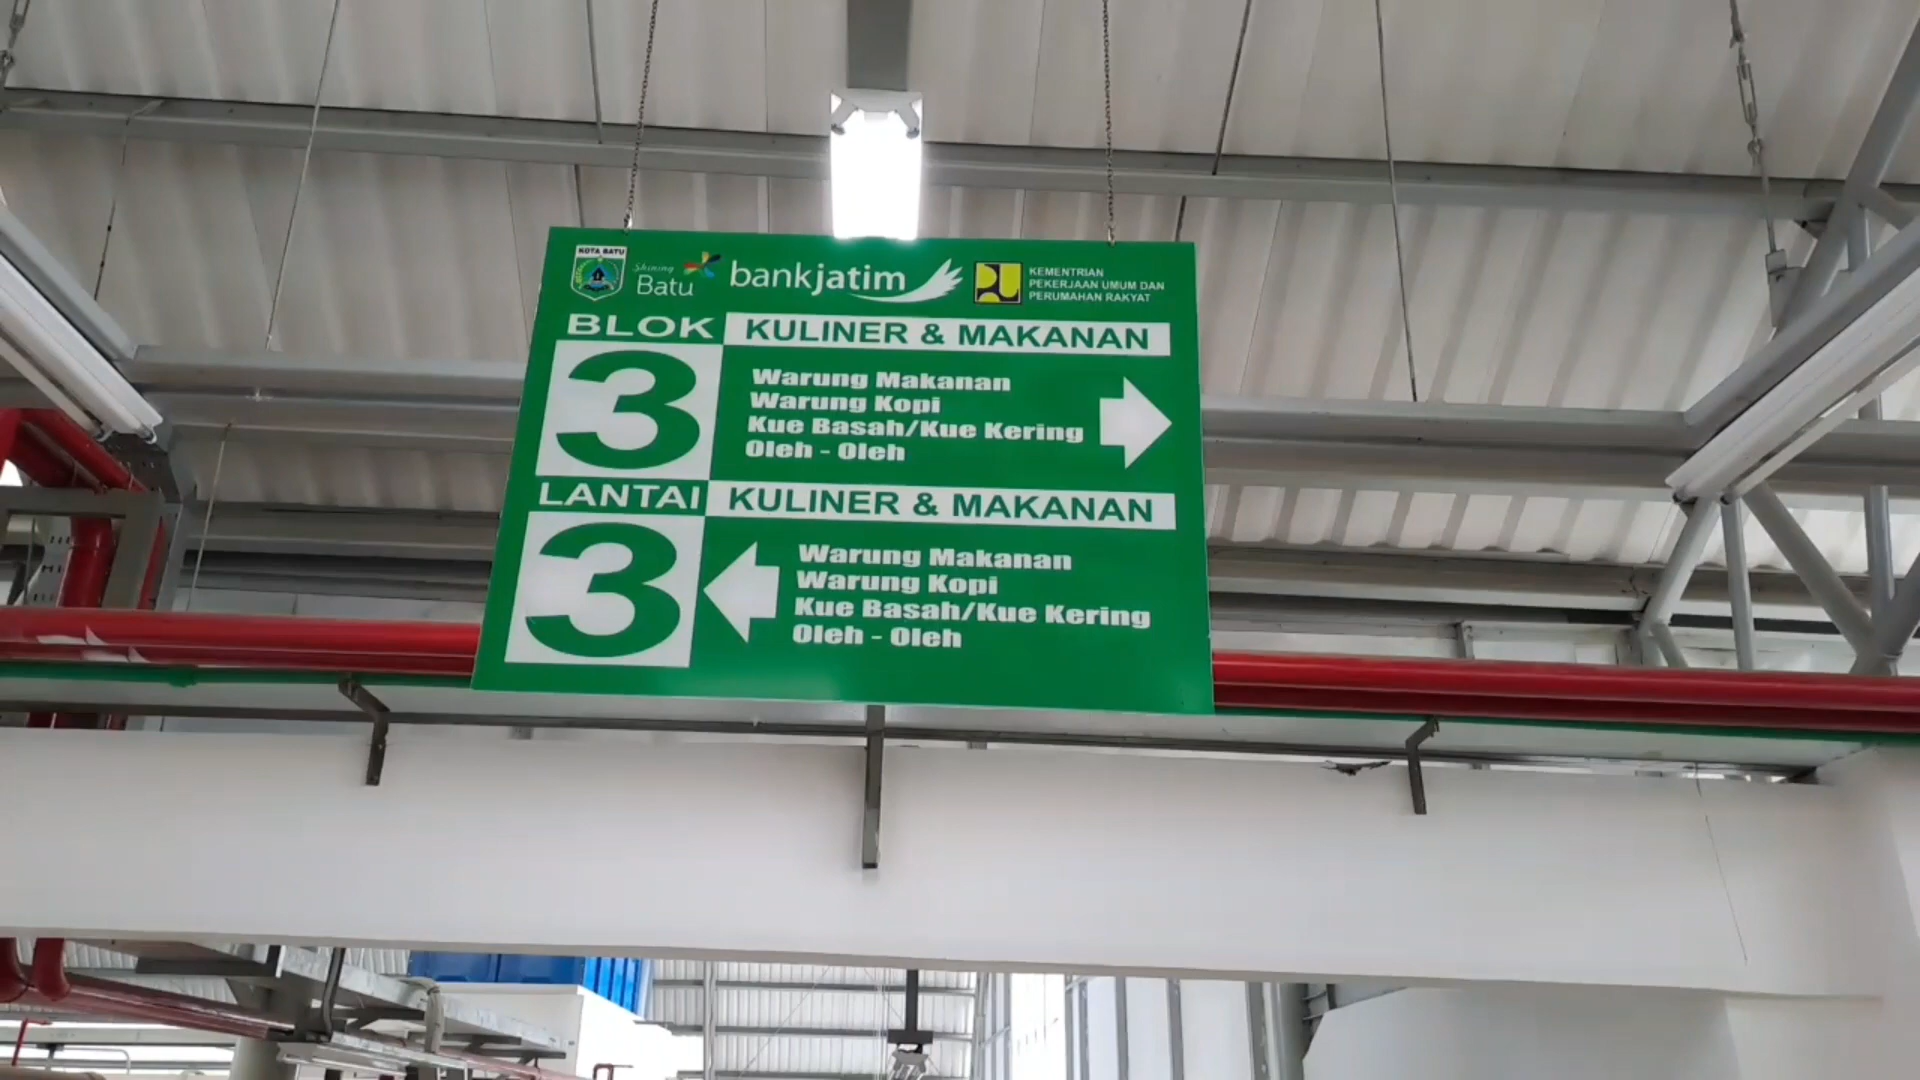 KOTA BATU
Shining
Batu
bankjatim
KEMENTRIAN
PEKERJAAN UMUM DAN
PERUMAHAN RAKYAT
BLOK
3
KULINER & MAKANAN
Warung Makanan
Warung Kopi
Kue Basah/Kue Kering
Oleh - Oleh
LANTAI
3
KULINER & MAKANAN
Warung Makanan
Warung Kopi
Kue Basah/Kue Kering
Oleh - Oleh